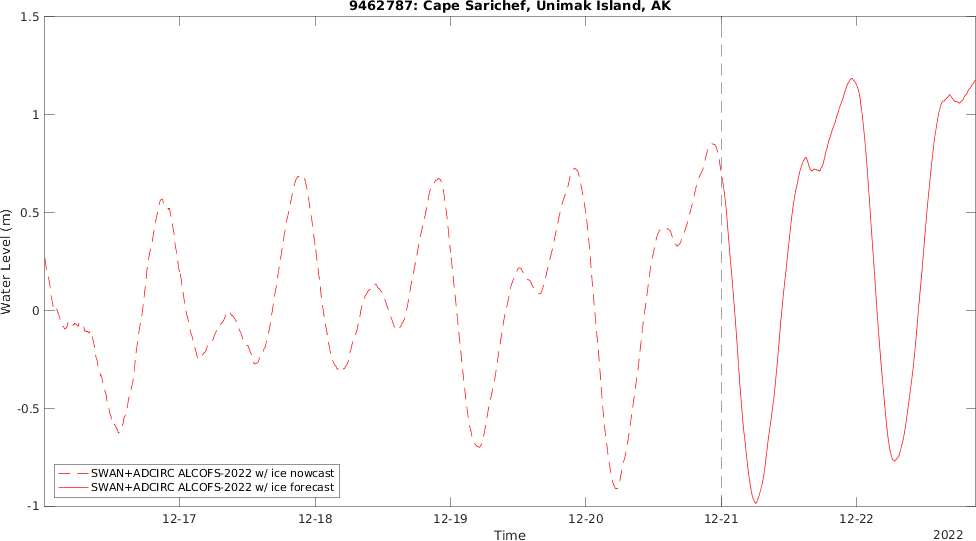 9462787: Cape Sarichef, Unimak Island, AK
1.5
1
0.5
0
-0.5
-1
Water Level (m)
SWAN+ADCIRC ALCOFS-2022 w/ ice nowcast
SWAN+ADCIRC ALCOFS-2022 w/ ice forecast
12-17
12-18
12-19
12-20
12-21
12-22
Time
2022